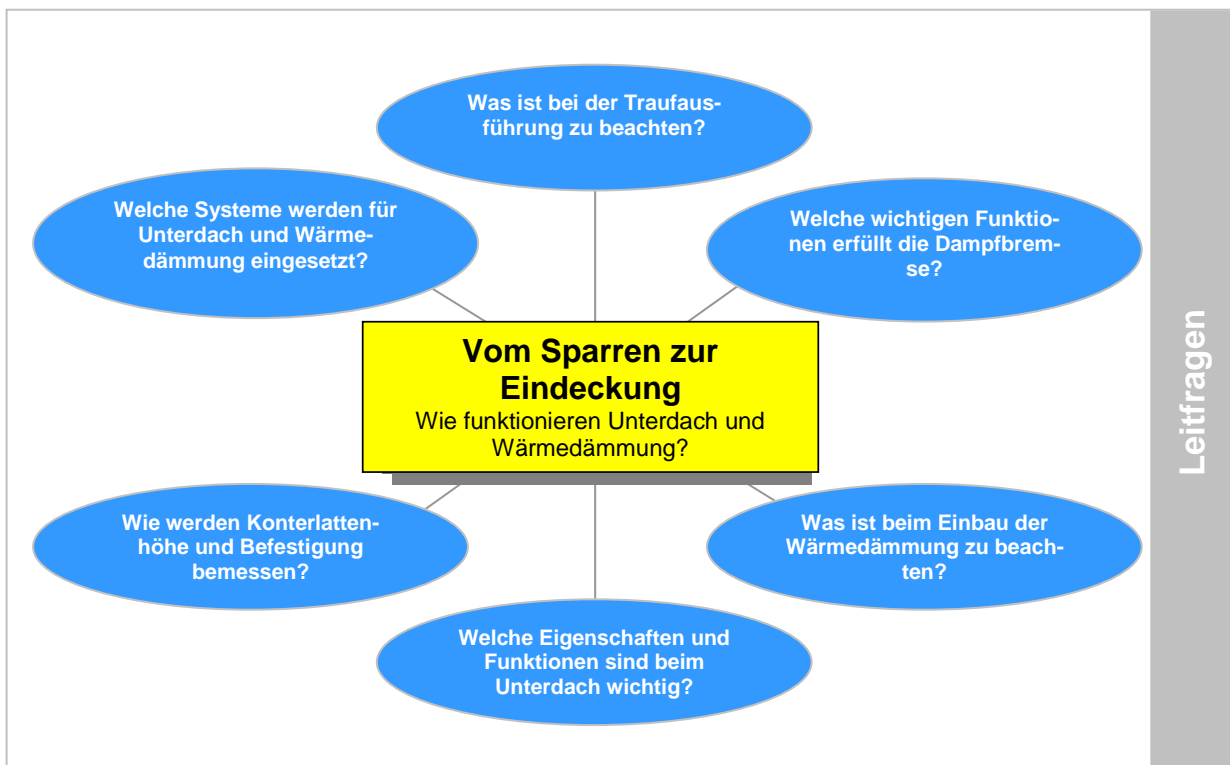 Was ist bei der Traufaus-
führung zu beachten?
Welche Systeme werden für
Unterdach und Wärme-
dämmung eingesetzt?
Welche wichtigen Funktio-
nen erfüllt die Dampfbrem-
se?
Vom Sparren zur
Eindeckung
Wie funktionieren Unterdach und
Wärmedämmung?
Wie werden Konterlatten-
höhe und Befestigung
bemessen?
Was ist beim Einbau der
Wärmedämmung zu beach-
ten?
Welche Eigenschaften und
Funktionen sind beim
Unterdach wichtig?
Leitfragen